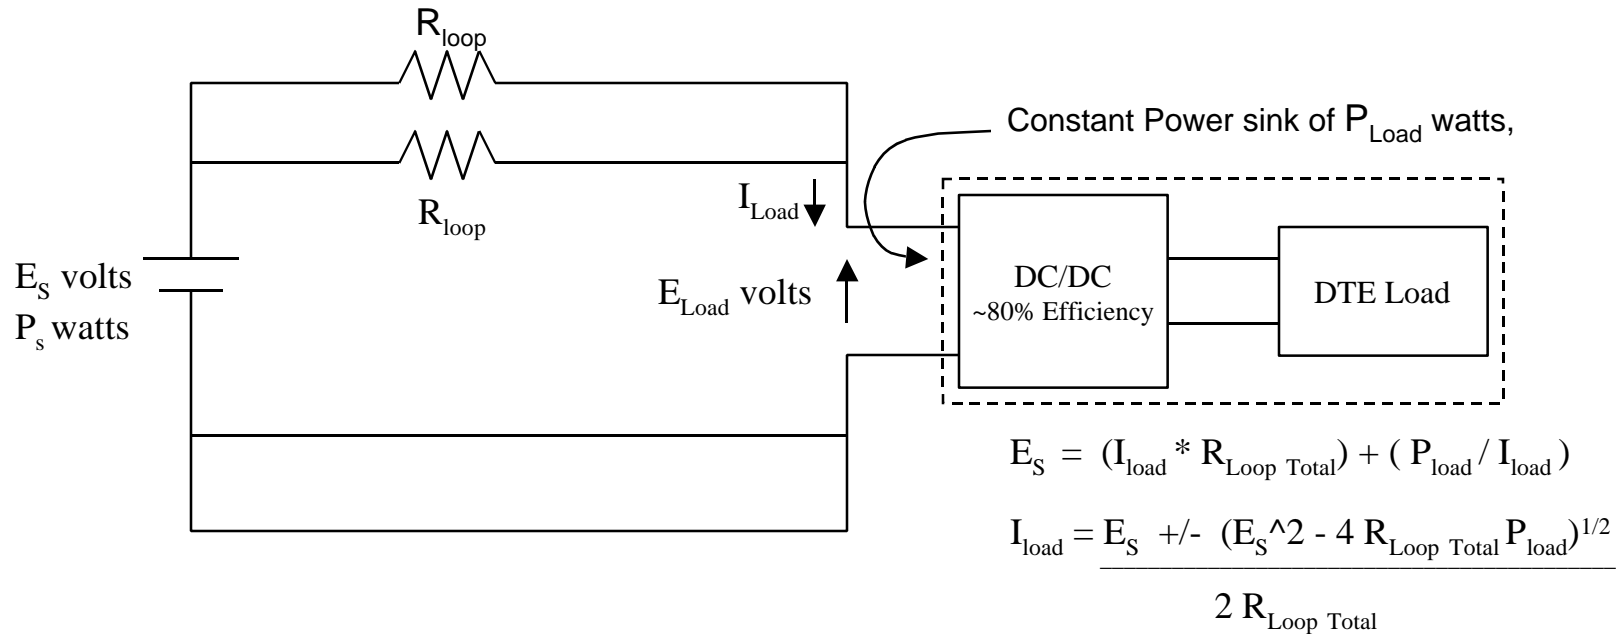 R_loop
R_loop
Constant Power sink of P_Load watts,
I_Load
E_S volts
P_s watts
E_Load volts
DC/DC
~80% Efficiency
DTE Load
E_S = (I_load * R_Loop Total) + ( P_load / I_load )
I_load = E_S +/- (E_S^2 - 4 R_Loop Total P_load)^1/2
2 R_Loop Total